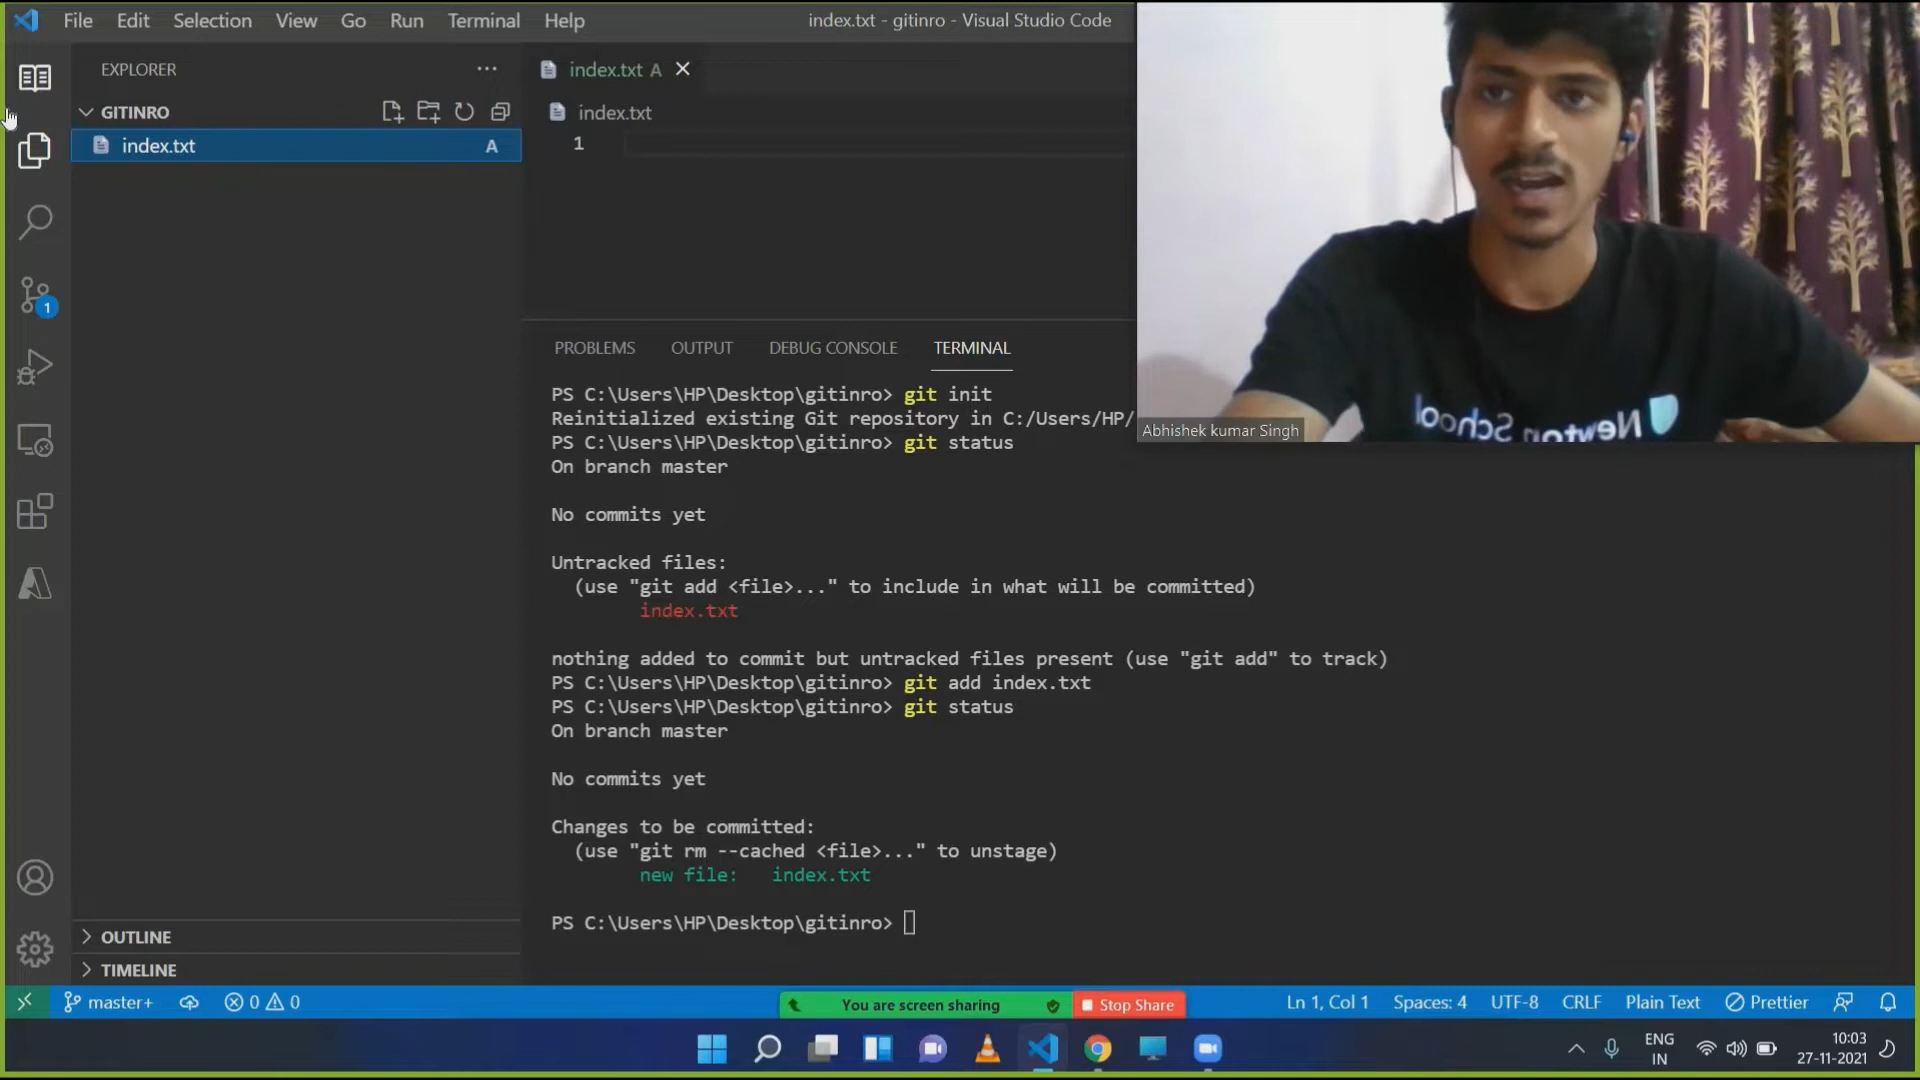 File Edit Selection View Go Run Terminal Help
index.txt - gitinro - Visual Studio Code
EXPLORER
GITINRO
index.txt A
index.txt A
index.txt
1
1
PROBLEMS OUTPUT DEBUG CONSOLE TERMINAL
PS C:\Users\HP\Desktop\gitinro> git init
Reinitialized existing Git repository in C:/Users/HP/
PS C:\Users\HP\Desktop\gitinro> git status
On branch master
No commits yet
Untracked files:
(use "git add <file>..." to include in what will be committed)
index.txt
nothing added to commit but untracked files present (use "git add" to track)
PS C:\Users\HP\Desktop\gitinro> git add index.txt
PS C:\Users\HP\Desktop\gitinro> git status
On branch master
No commits yet
Changes to be committed:
(use "git rm --cached <file>..." to unstage)
new file: index.txt
PS C:\Users\HP\Desktop\gitinro>
Newton School
Abhishek kumar Singh
OUTLINE
TIMELINE
master+ 0 0
You are screen sharing Stop Share
Ln 1, Col 1 Spaces: 4 UTF-8 CRLF Plain Text Prettier
ENG
IN
10:03
27-11-2021